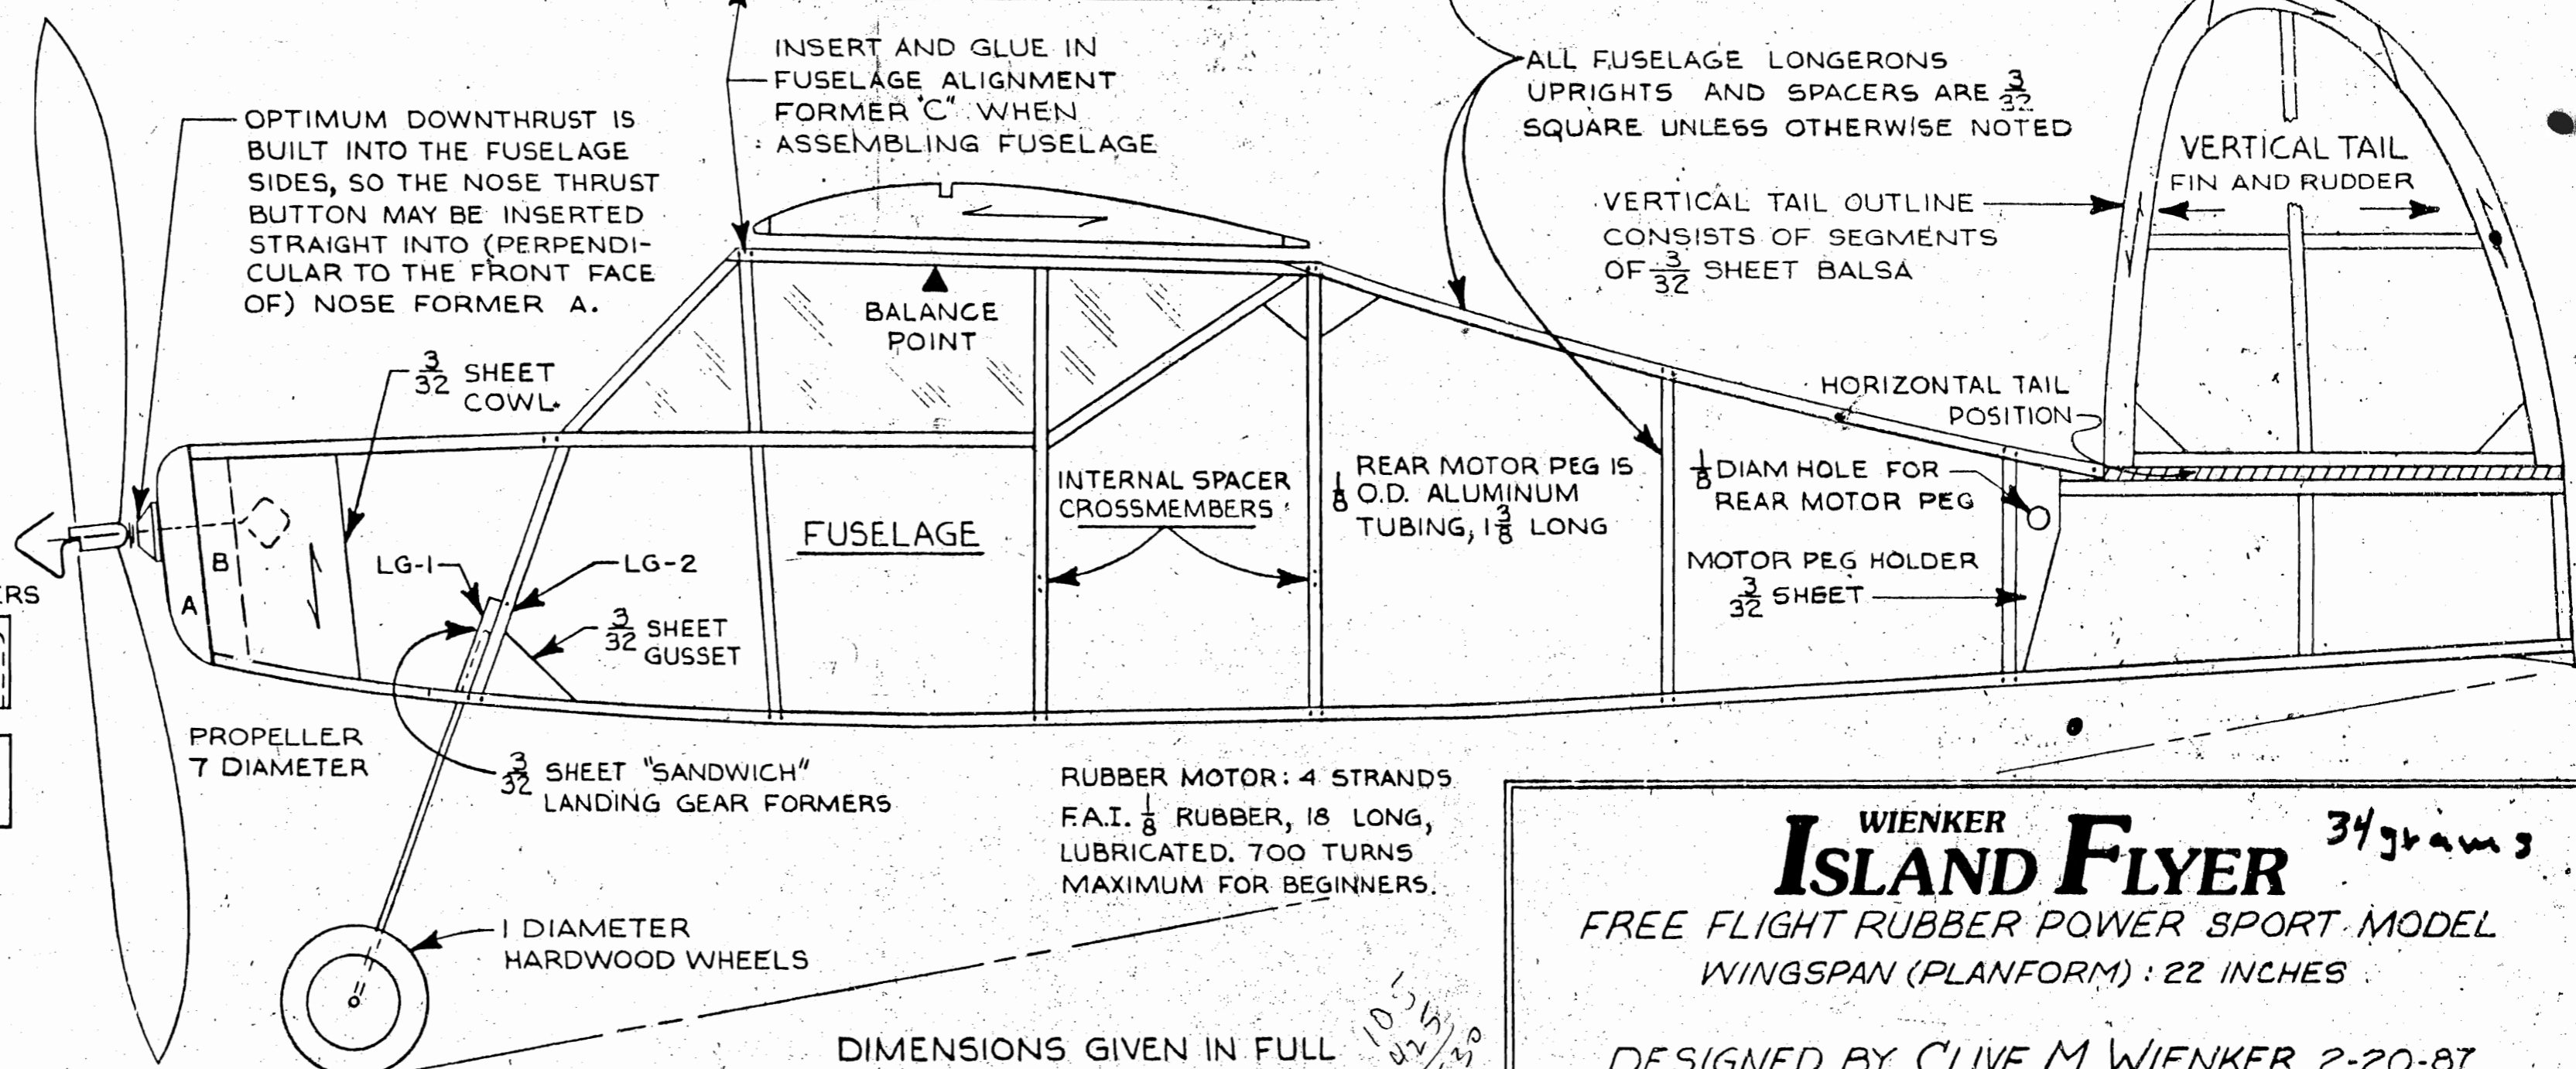 INSERT AND GLUE IN
FUSELAGE ALIGNMENT
FORMER "C" WHEN
ASSEMBLING FUSELAGE
OPTIMUM DOWNTHRUST IS
BUILT INTO THE FUSELAGE
SIDES, SO THE NOSE THRUST
BUTTON MAY BE INSERTED
STRAIGHT INTO (PERPENDI-
CULAR TO THE FRONT FACE
OF) NOSE FORMER A.
ALL FUSELAGE LONGERONS
UPRIGHTS AND SPACERS ARE 3/32
SQUARE UNLESS OTHERWISE NOTED
VERTICAL TAIL
FIN AND RUDDER
VERTICAL TAIL OUTLINE
CONSISTS OF SEGMENTS
OF 3/32 SHEET BALSA
BALANCE
POINT
3/32 SHEET
COWL
HORIZONTAL TAIL
POSITION
INTERNAL SPACER
CROSSMEMBERS
REAR MOTOR PEG IS
1/8 O.D. ALUMINUM
TUBING, 1 3/8 LONG
1/8 DIAM HOLE FOR
REAR MOTOR PEG
FUSELAGE
B
A
LG-1
LG-2
3/32 SHEET
GUSSET
MOTOR PEG HOLDER
3/32 SHEET
ERS
PROPELLER
7 DIAMETER
3/32 SHEET "SANDWICH"
LANDING GEAR FORMERS
RUBBER MOTOR: 4 STRANDS
F.A.I. 1/8 RUBBER, 18 LONG,
LUBRICATED. 700 TURNS
MAXIMUM FOR BEGINNERS.
1 DIAMETER
HARDWOOD WHEELS
WIENKER
ISLAND FLYER
34 grams
FREE FLIGHT RUBBER POWER SPORT MODEL
WINGSPAN (PLANFORM): 22 INCHES
DIMENSIONS GIVEN IN FULL
DESIGNED BY CLIVE M WIENKER 2-20-87